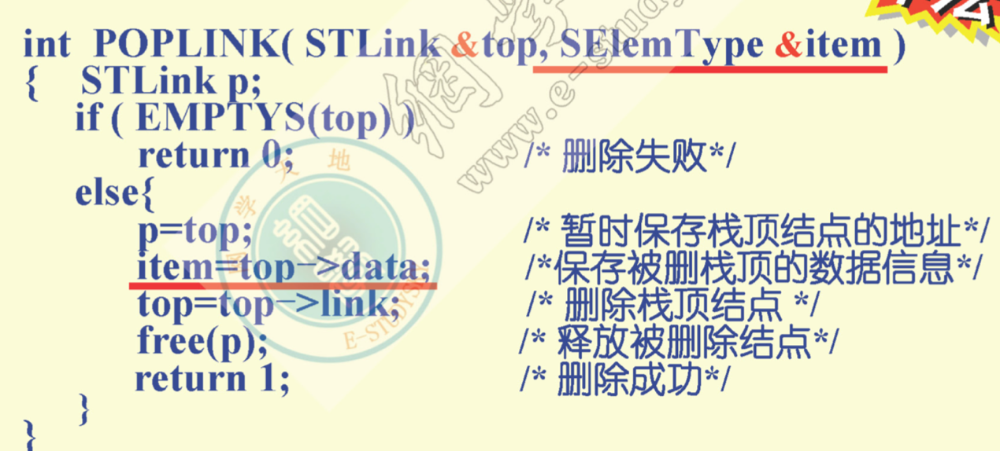 int POPLINK( STLink &top, SElemType &item )
{ STLink p;
if ( EMPTYS(top) )
return 0; /* 删除失败*/
else{
p=top; /* 暂时保存栈顶结点的地址*/
item=top->data; /*保存被删栈顶的数据信息*/
top=top->link; /* 删除栈顶结点 */
free(p); /* 释放被删除结点*/
return 1; /* 删除成功*/
}
}